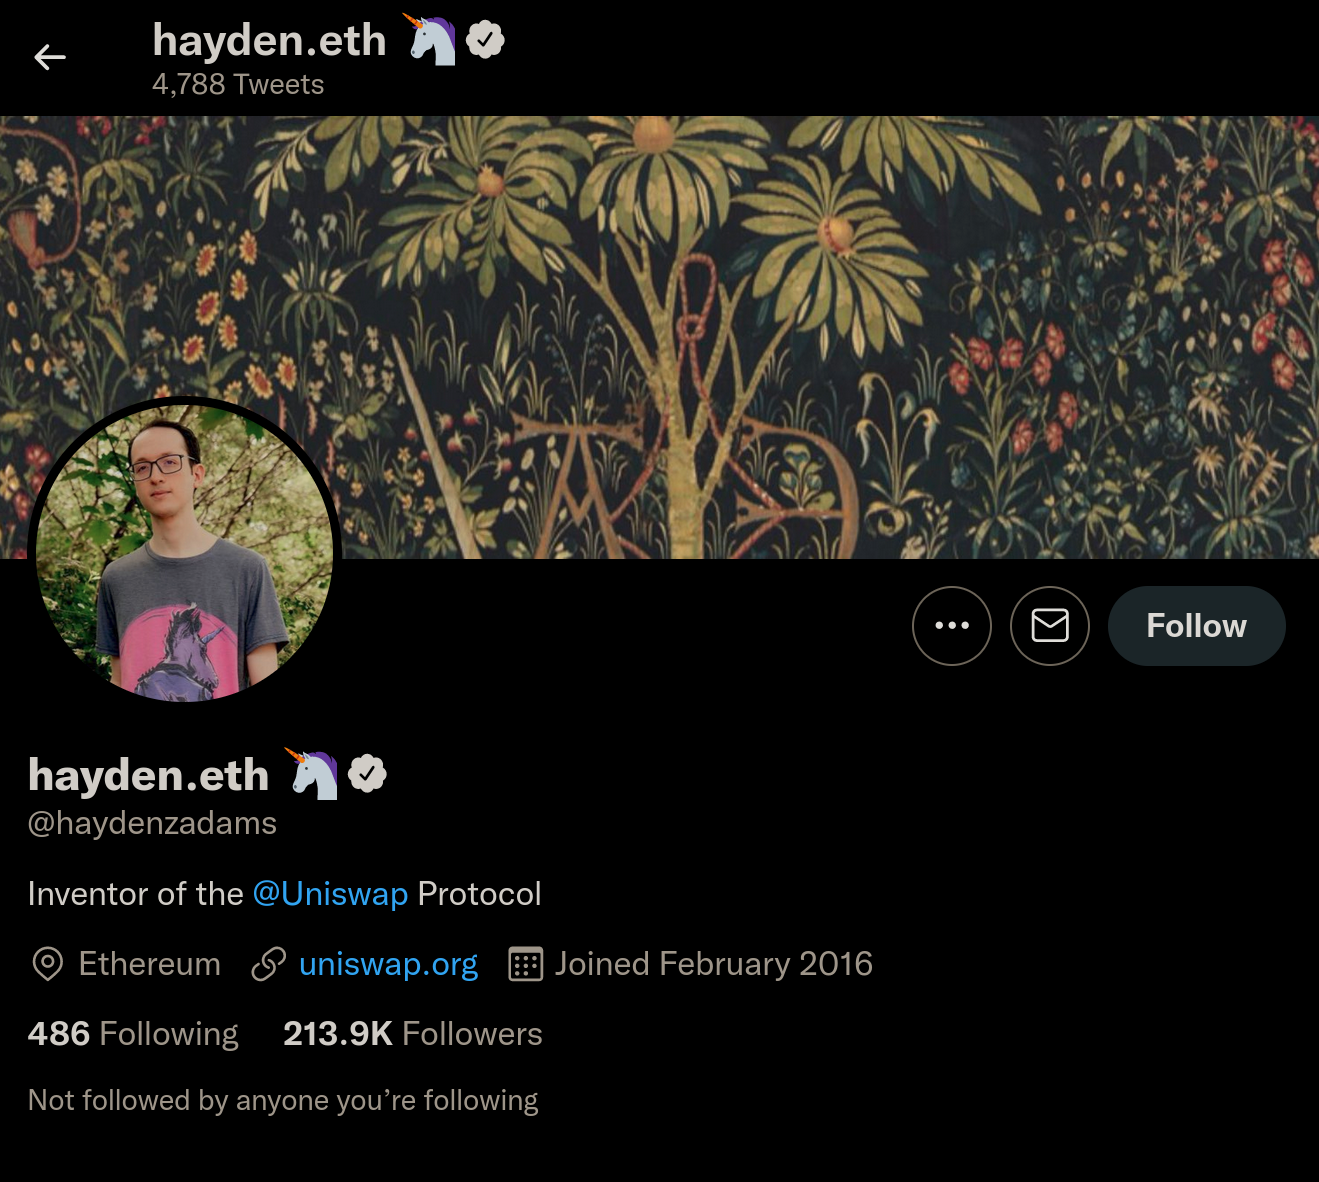 hayden.eth 🦄
4,788 Tweets
Follow
hayden.eth 🦄
@haydenzadams
Inventor of the @Uniswap Protocol
Ethereum uniswap.org Joined February 2016
486 Following 213.9K Followers
Not followed by anyone you’re following